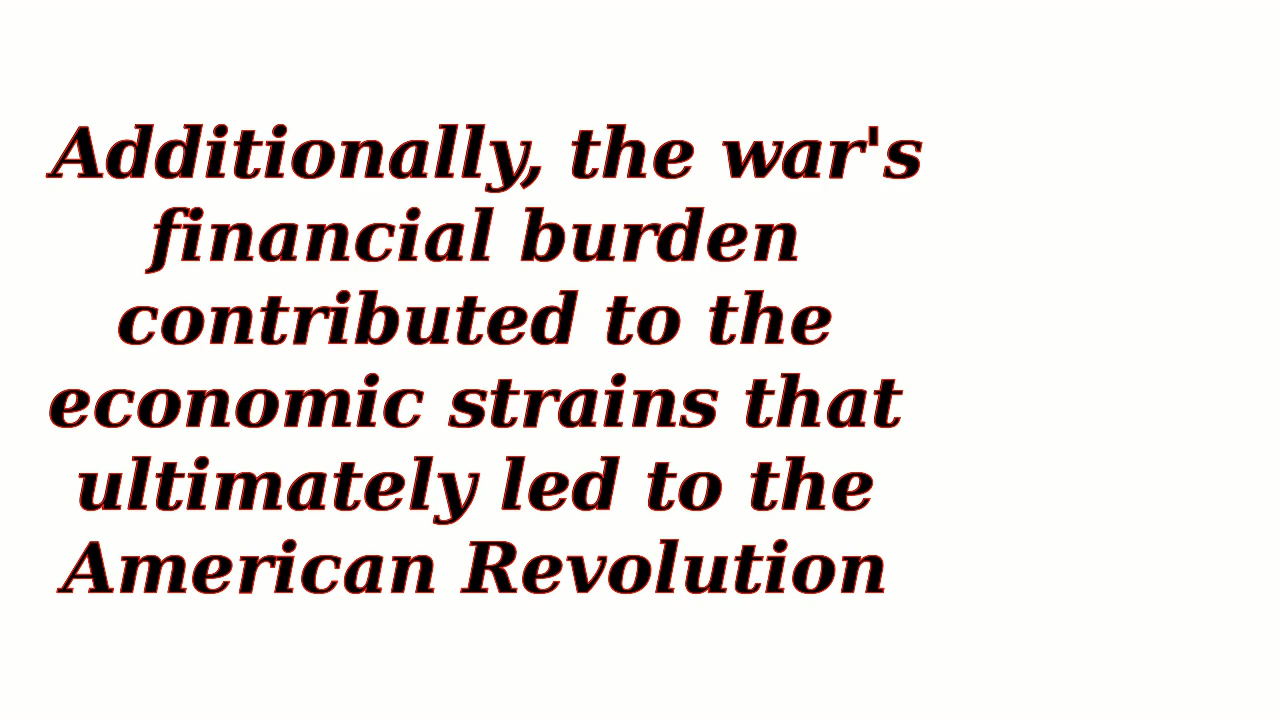 Additionally, the war's
financial burden
contributed to the
economic strains that
ultimately led to the
American Revolution